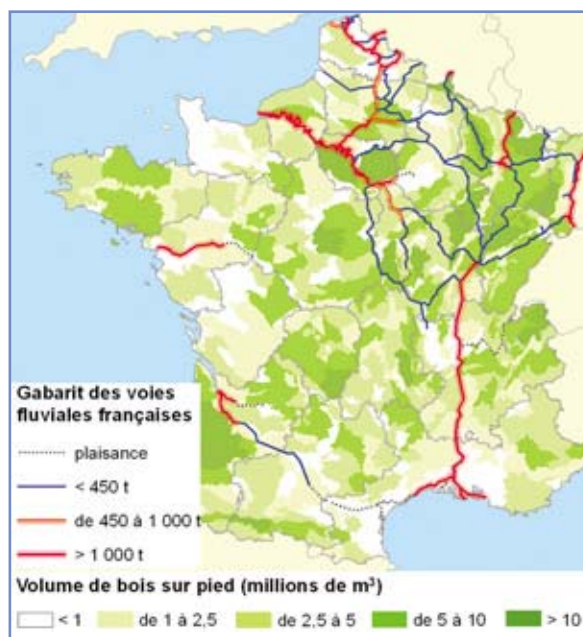 Gabarit des voies
fluviales françaises
plaisance
< 450 t
de 450 à 1 000 t
> 1 000 t
Volume de bois sur pied (millions de m³)
< 1 de 1 à 2,5 de 2,5 à 5 de 5 à 10 > 10